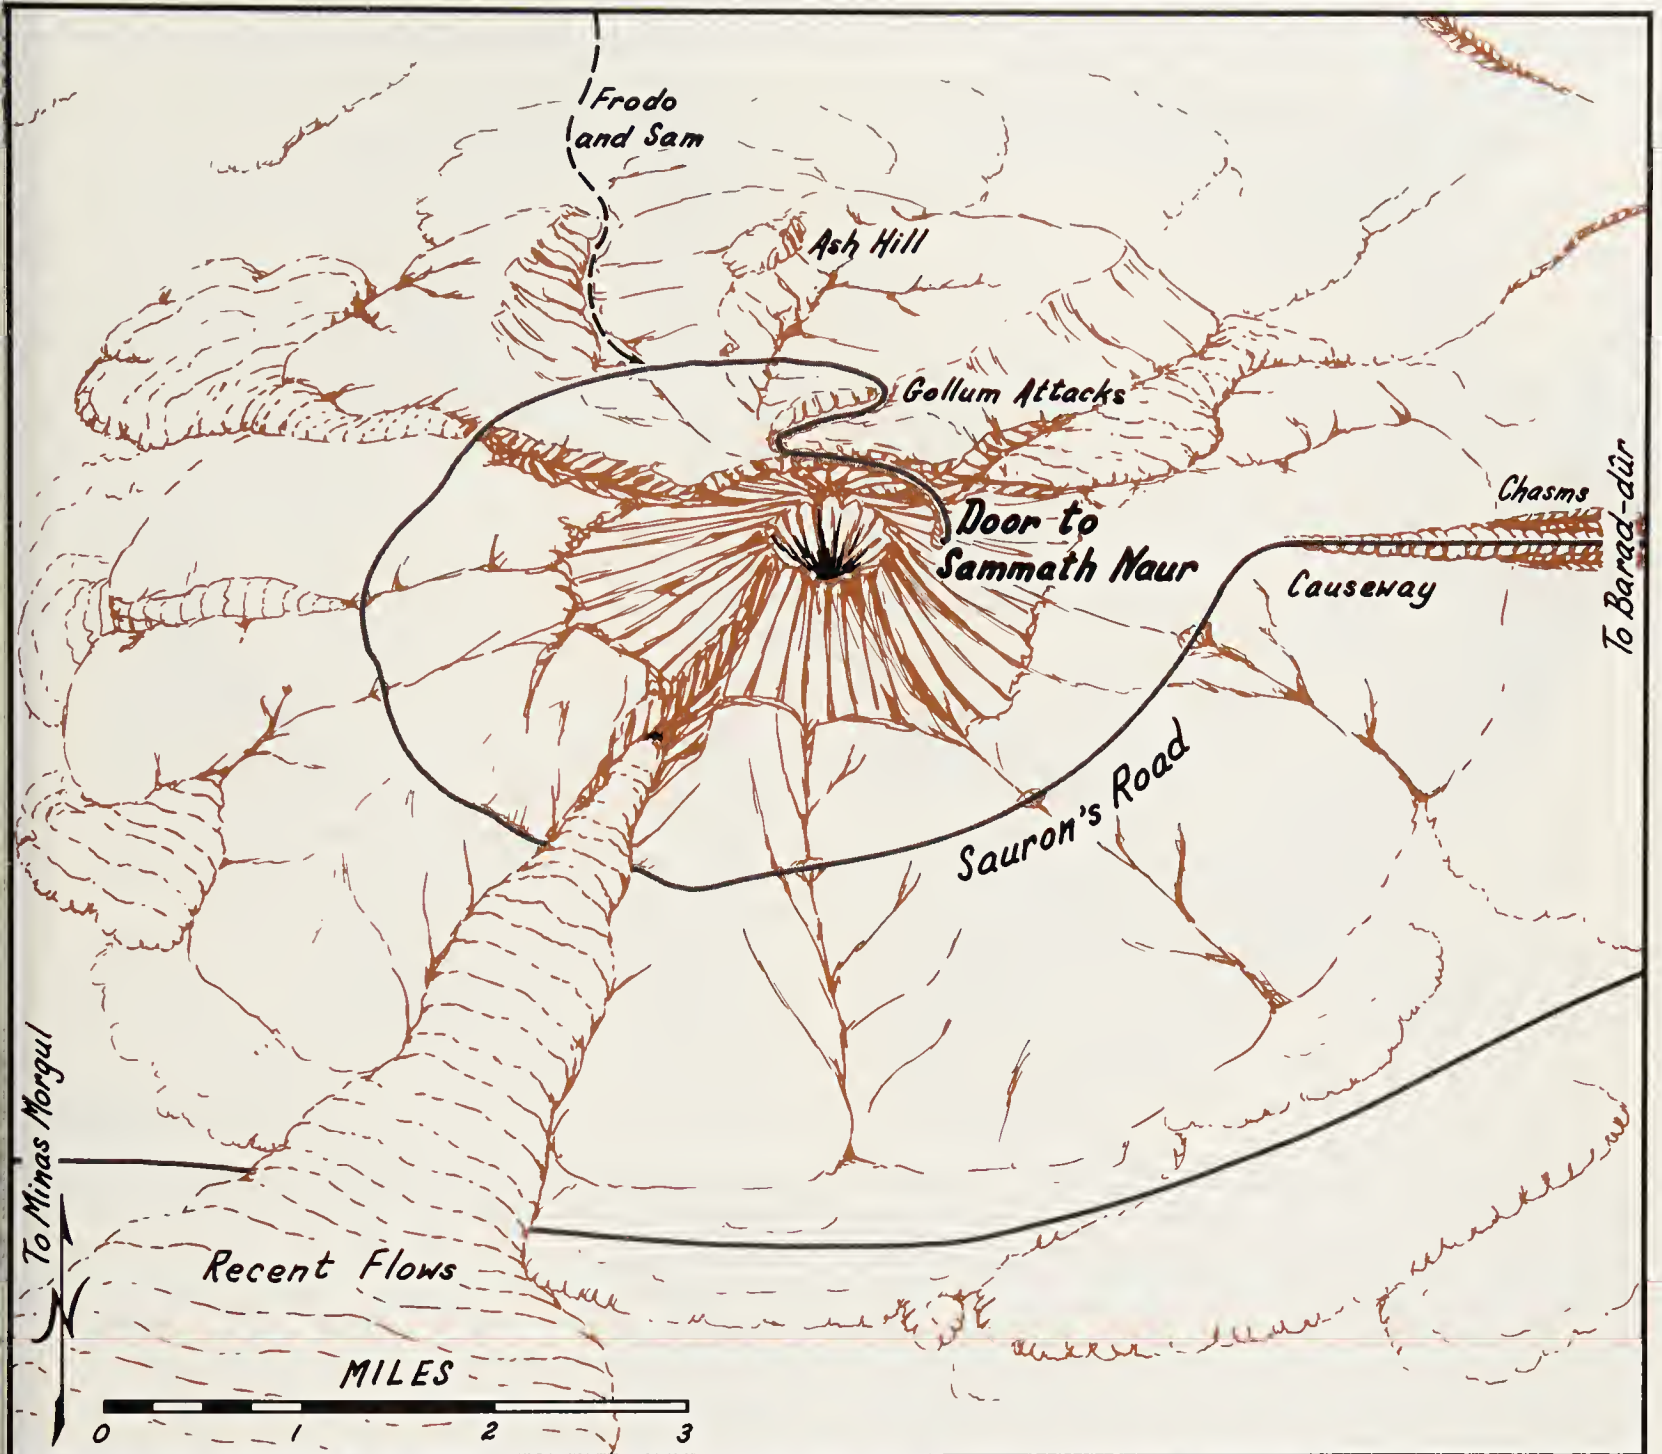 Frodo
and Sam
Ash Hill
Gollum Attacks
Chasms
Door to
Sammath Naur
Causeway
To Barad-dûr
Sauron's Road
To Minas Morgul
Recent Flows
N
MILES
0 1 2 3